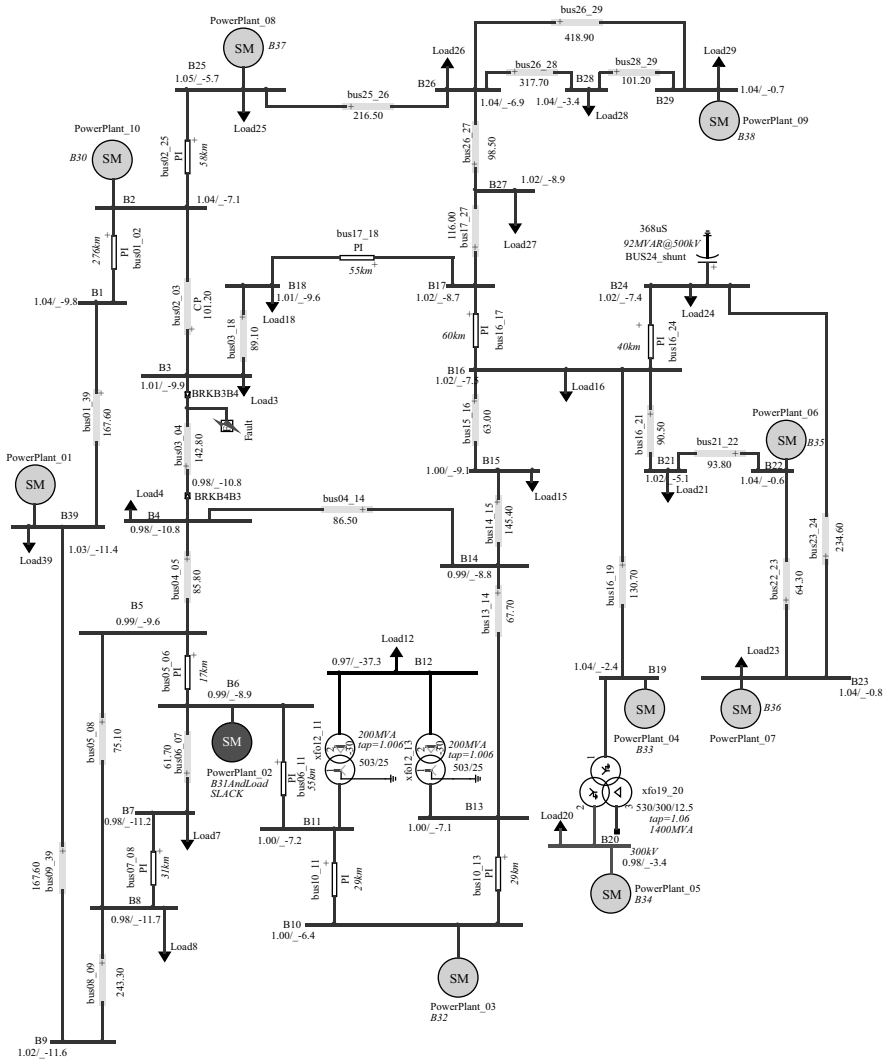 bus26_29
418.90
PowerPlant_08
SM
B37
B25
1.05/_-5.7
Load25
bus25_26
216.50
Load26
B26
1.04/_-6.9
bus26_28
317.70
B28
1.04/_-3.4
Load28
bus28_29
101.20
Load29
B29
1.04/_-0.7
SM
PowerPlant_09
B38
PowerPlant_10
SM
B30
bus02_25
PI
58km
B2
1.04/_-7.1
276km
PI
bus01_02
bus26_27
98.50
B27
1.02/_-8.9
Load27
bus17_27
116.00
368uS
92MVAR@500kV
BUS24_shunt
bus17_18
PI
55km
B1
1.04/_-9.8
bus02_03
CP
101.20
B18
1.01/_-9.6
Load18
B17
1.02/_-8.7
B24
1.02/_-7.4
Load24
bus03_18
89.10
60km
PI
bus16_17
40km
PI
bus16_24
B3
1.01/_-9.9
Load3
BRKB3B4
Fault
B16
1.02/_-7.5
Load16
bus01_39
167.60
bus03_04
142.80
bus15_16
63.00
bus16_21
90.50
PowerPlant_06
SM
B35
PowerPlant_01
SM
0.98/_-10.8
BRKB4B3
B15
1.00/_-9.1
Load15
B21
1.02/_-5.1
Load21
bus21_22
93.80
B22
1.04/_-0.6
B39
1.03/_-11.4
Load39
Load4
B4
0.98/_-10.8
bus04_14
86.50
bus14_15
145.40
B14
0.99/_-8.8
bus23_24
234.60
bus04_05
85.80
bus13_14
67.70
bus16_19
130.70
bus22_23
64.30
B5
0.99/_-9.6
bus05_06
PI
17km
B6
0.99/_-8.9
Load12
0.97/_-37.3
B12
1.04/_-2.4
B19
Load23
B23
1.04/_-0.8
SM
PowerPlant_04
B33
SM
B36
PowerPlant_07
bus05_08
75.10
61.70
bus06_07
SM
PowerPlant_02
B31AndLoad
SLACK
bus06_11
PI
55km
xfo12_11
2
-30
1
200MVA
tap=1.006
503/25
xfo12_13
2
-30
1
200MVA
tap=1.006
503/25
1
2
3
xfo19_20
530/300/12.5
tap=1.06
1400MVA
B7
0.98/_-11.2
Load7
B11
1.00/_-7.2
B13
1.00/_-7.1
Load20
B20
300kV
0.98/_-3.4
167.60
bus09_39
bus07_08
PI
31km
bus10_11
PI
29km
bus10_13
PI
29km
SM
PowerPlant_05
B34
B8
0.98/_-11.7
Load8
B10
1.00/_-6.4
bus08_09
243.30
SM
PowerPlant_03
B32
B9
1.02/_-11.6